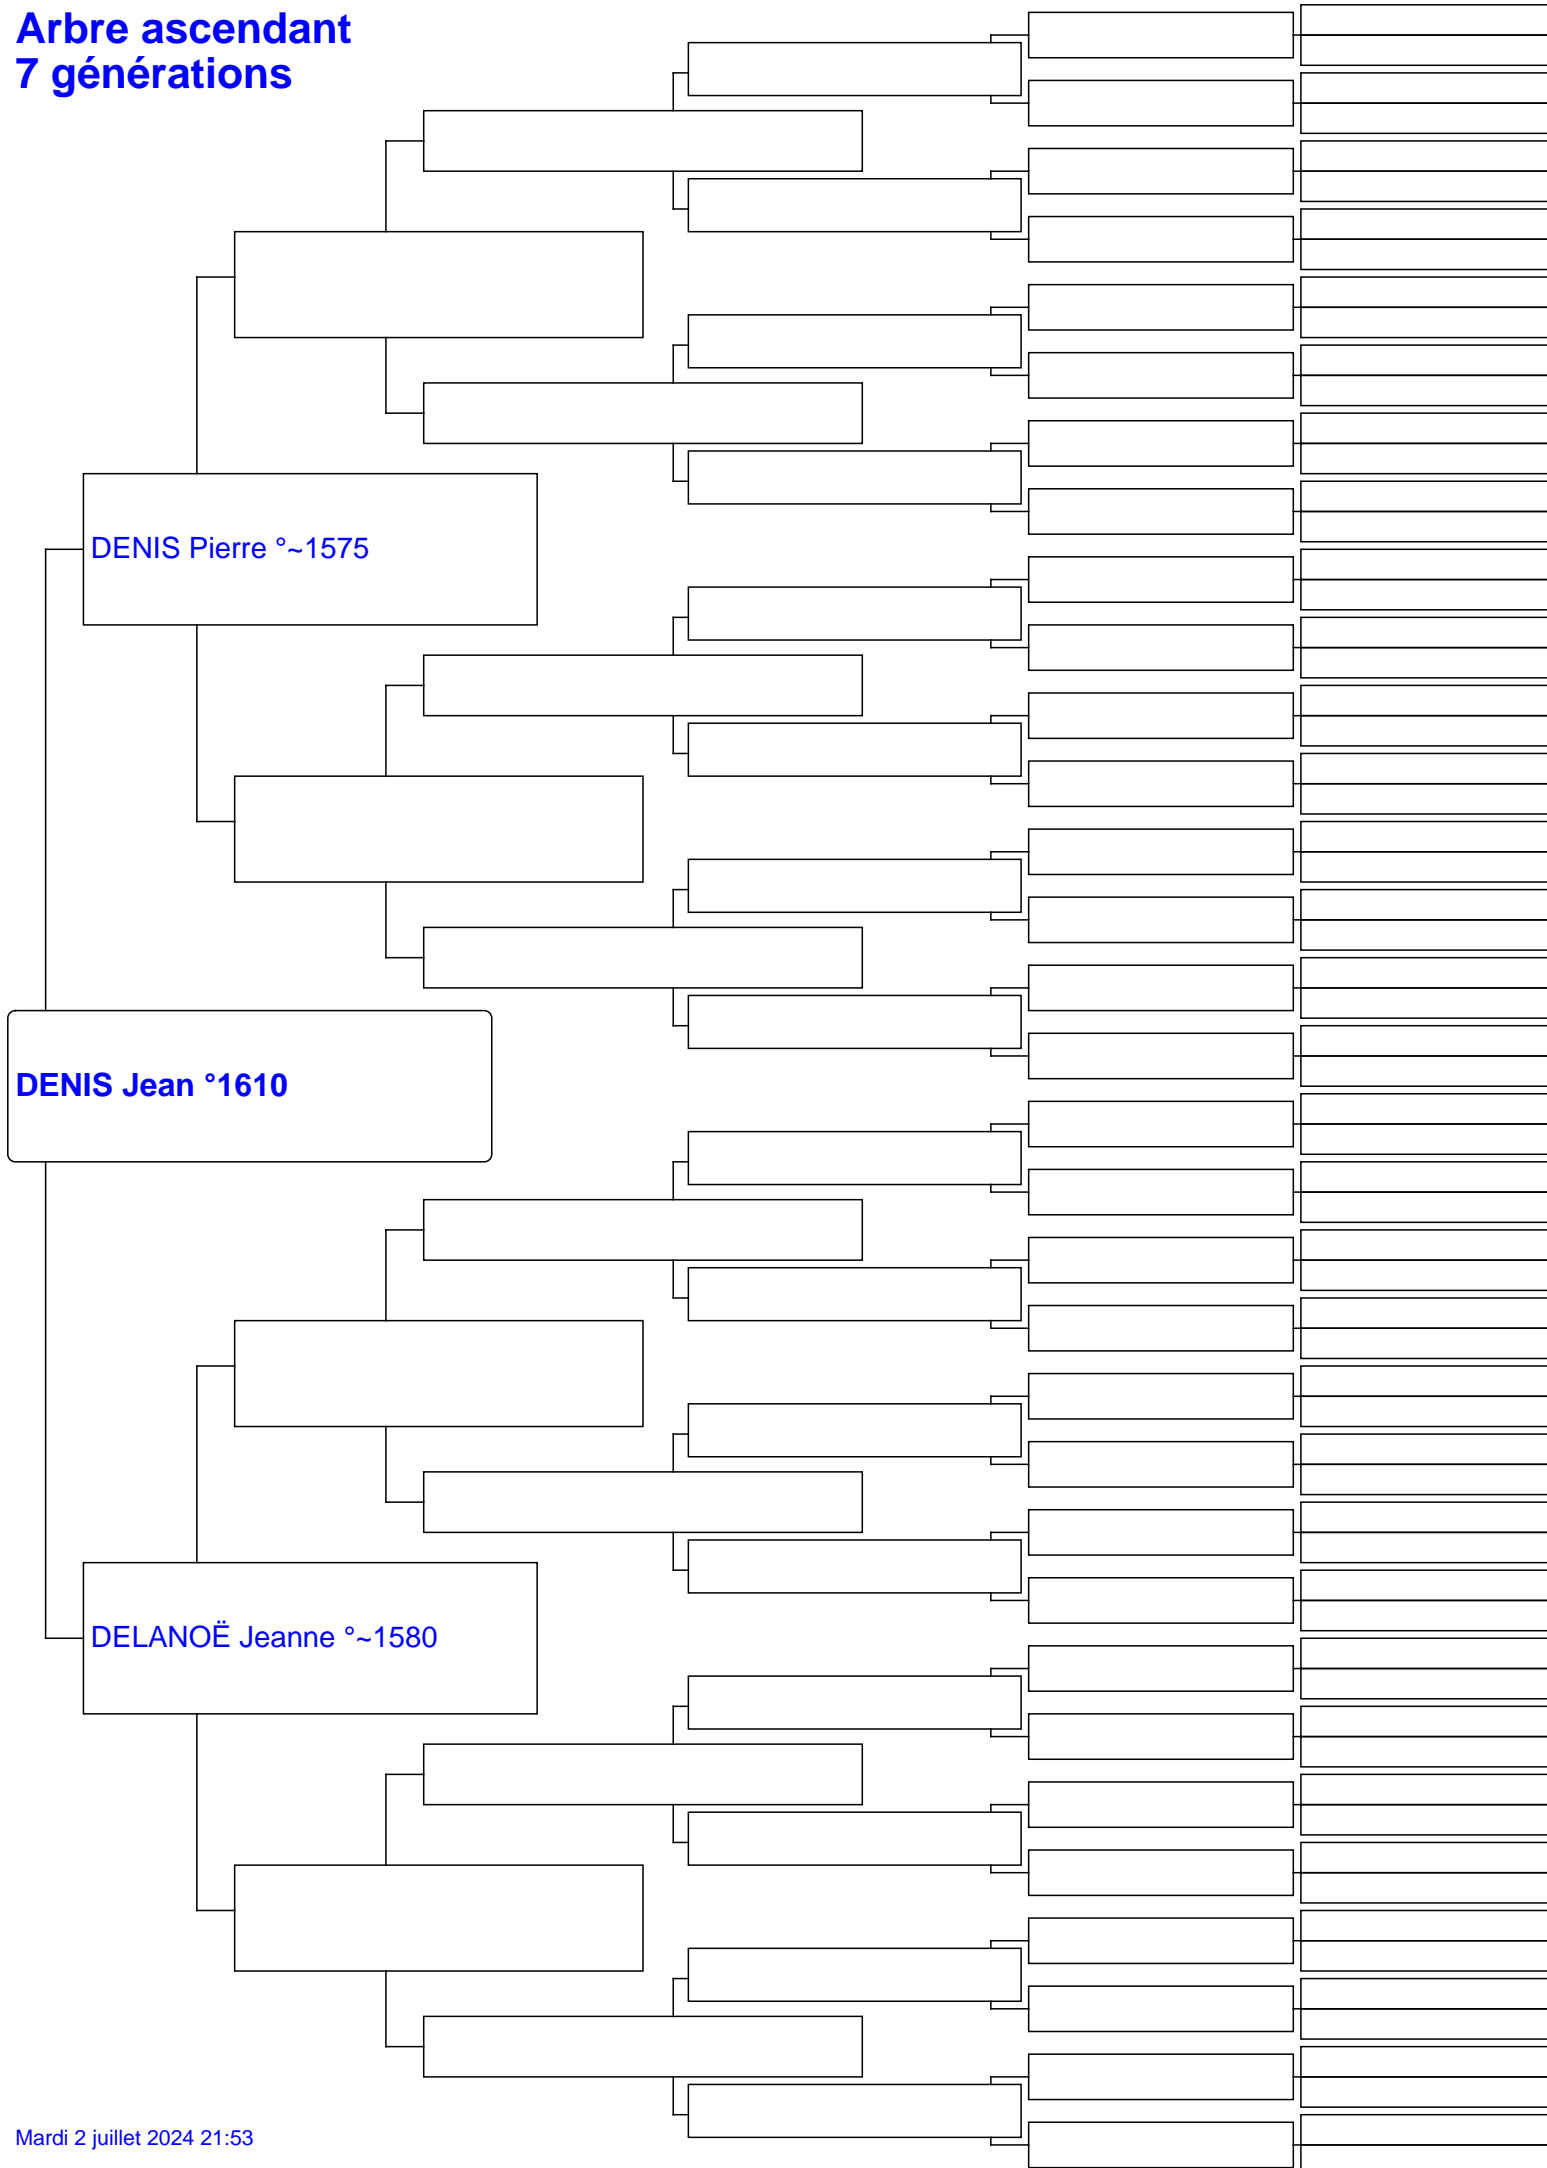 Arbre ascendant
7 générations
DENIS Pierre °~1575
DENIS Jean °1610
DELANOË Jeanne °~1580
Mardi 2 juillet 2024 21:53